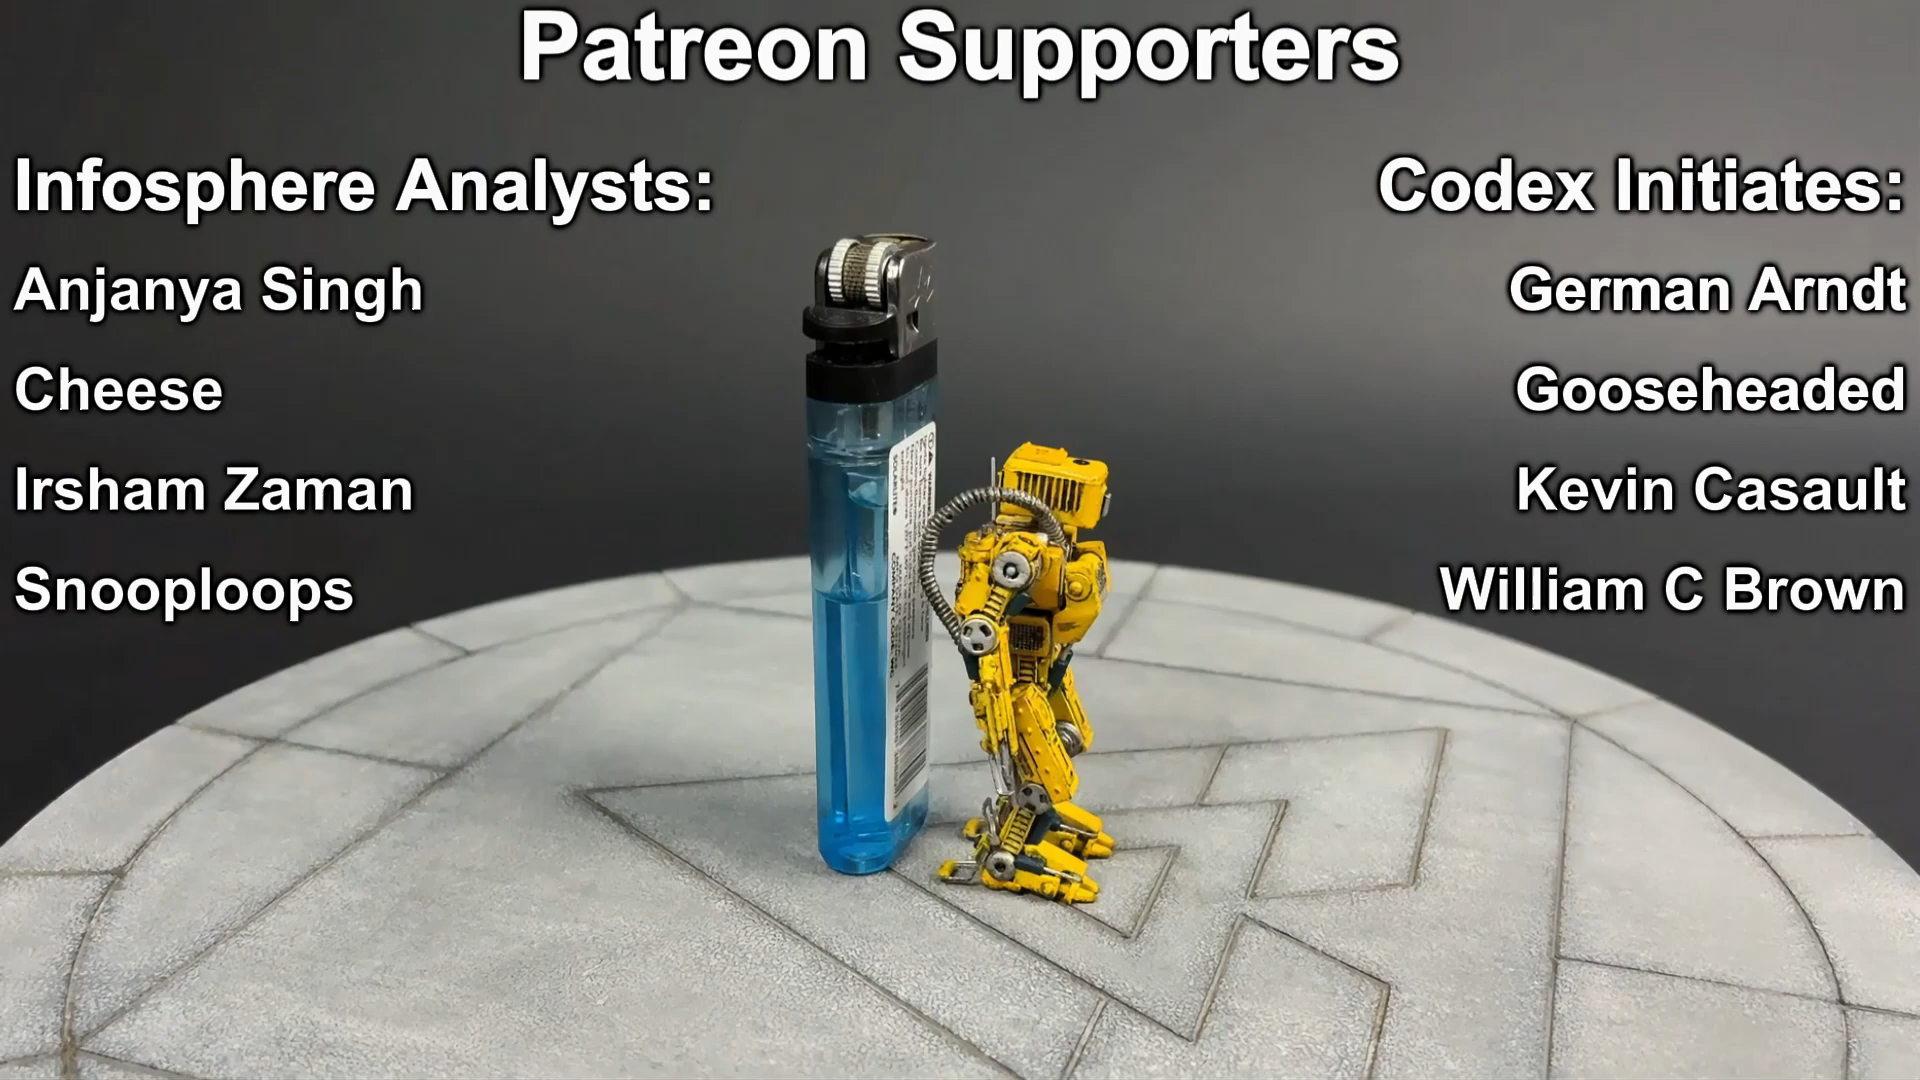 Patreon Supporters
Infosphere Analysts:
Anjanya Singh
Cheese
Irsham Zaman
Snooploops
Codex Initiates:
German Arndt
Gooseheaded
Kevin Casault
William C Brown